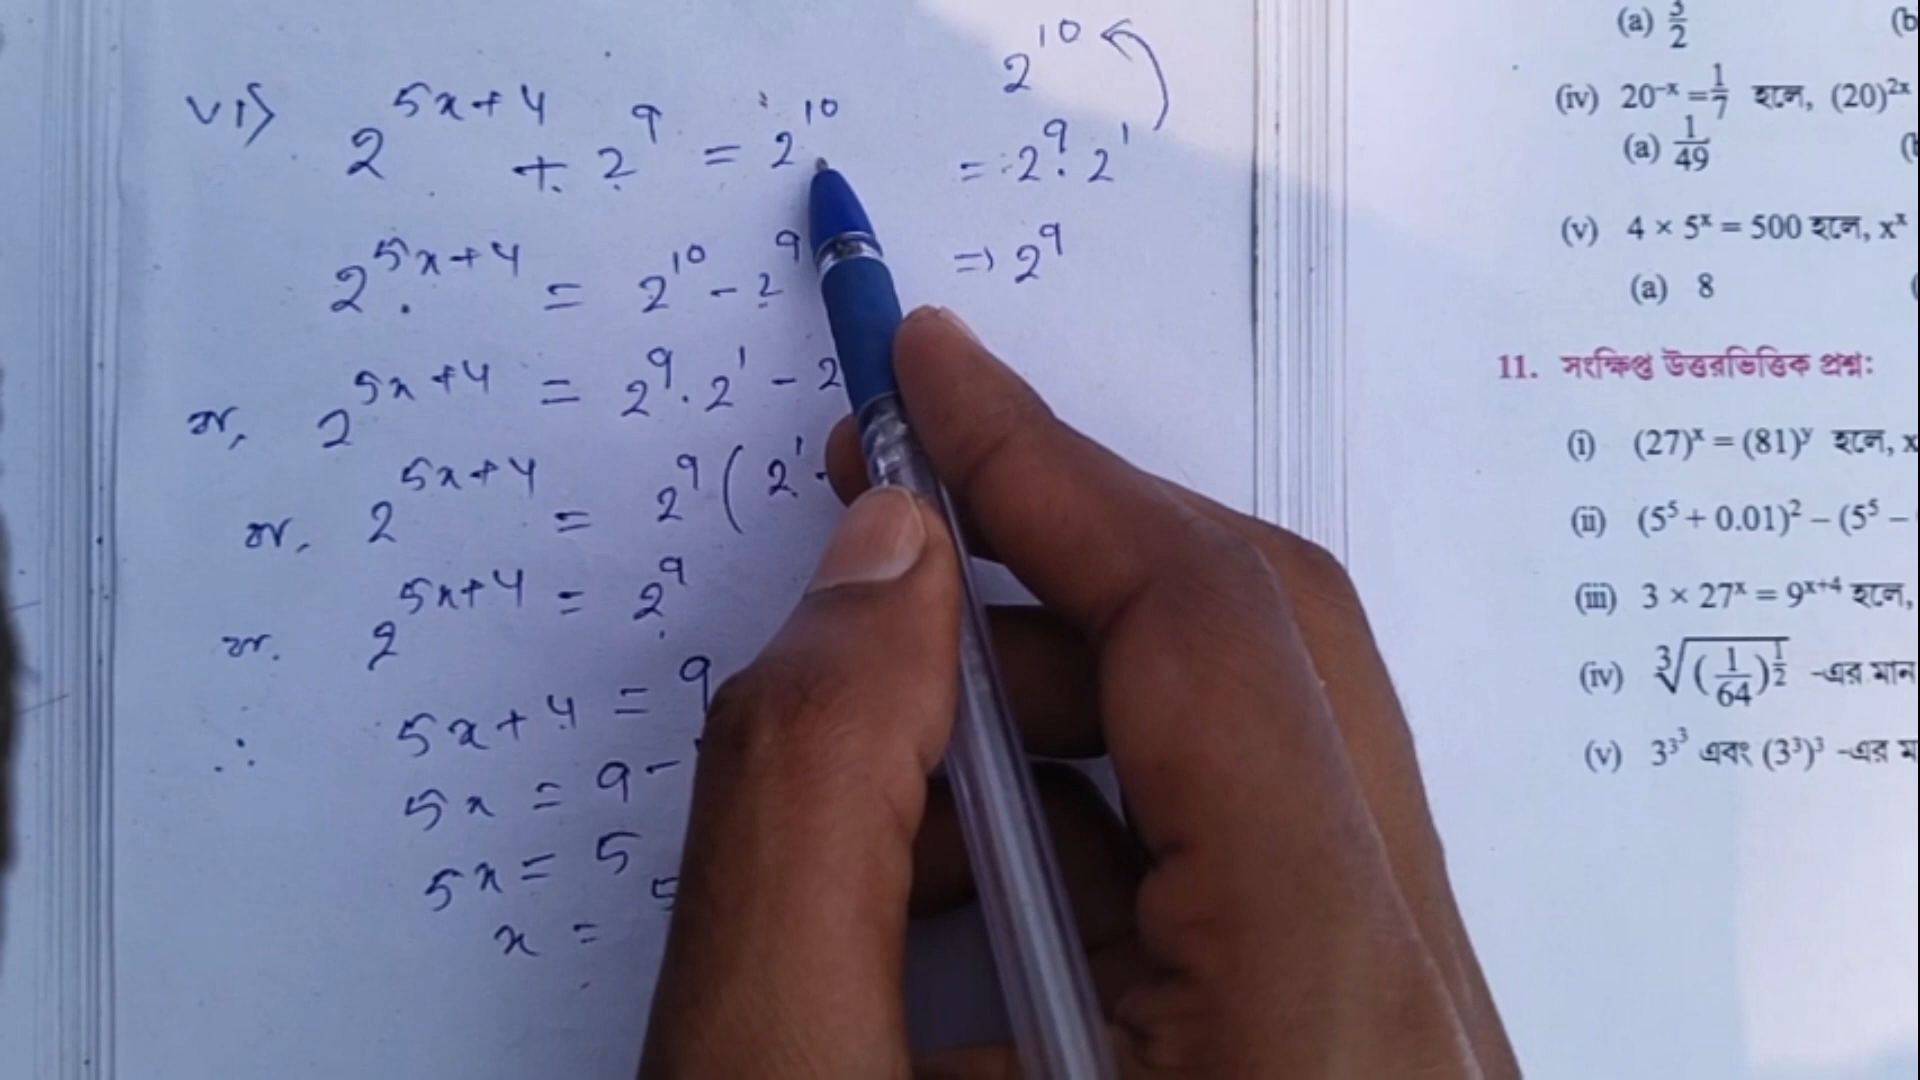 vi) 2^{5x+4} + 2^9 = 2^{10}
2^{5x+4} = 2^{10} - 2^9
বা, 2^{5x+4} = 2^9 . 2^1 - 2
বা, 2^{5x+4} = 2^9 (2^1
বা. 2^{5x+4} = 2^9
∴ 5x+4 = 9
5x = 9 -
5x = 5
x = 5
2^{10}
= 2^9 . 2^1
=> 2^9
(a) 3/2 (b
(iv) 20^{-x} = 1/7 হলে, (20)^{2x}
(a) 1/49 (b
(v) 4 × 5^x = 500 হলে, x^x
(a) 8 (
11. সংক্ষিপ্ত উত্তরভিত্তিক প্রশ্ন:
(i) (27)^x = (81)^y হলে, x
(ii) (5^5 + 0.01)^2 – (5^5 –
(iii) 3 × 27^x = 9^{x+4} হলে,
(iv) ∛(1/64)^{1/2} -এর মান
(v) 3^{3^3} এবং (3^3)^3 -এর ম